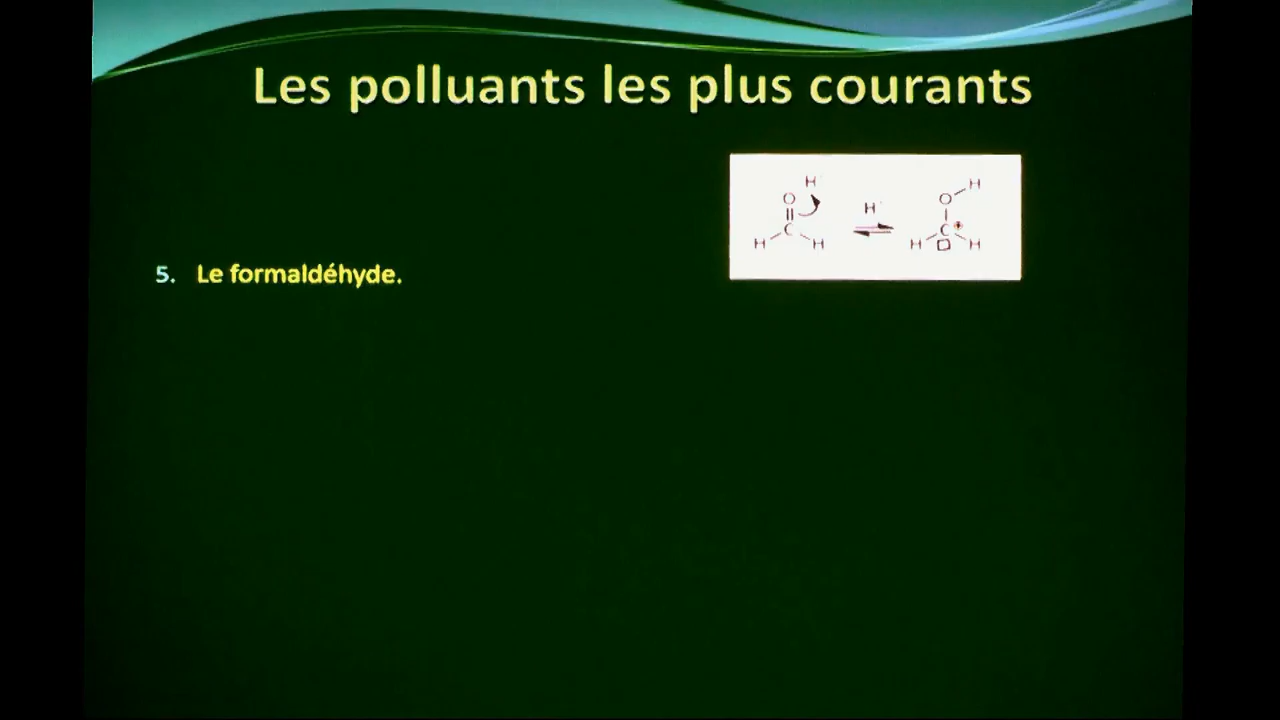 Les polluants les plus courants
H
O
C
H H
H
O H
C +
H H
5. Le formaldéhyde.